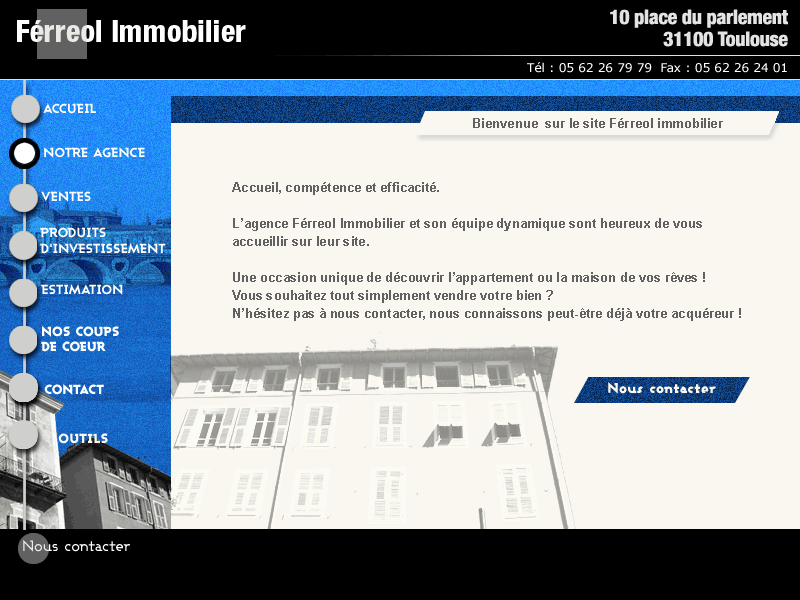 Férreol Immobilier
10 place du parlement
31100 Toulouse
Tél : 05 62 26 79 79 Fax : 05 62 26 24 01
ACCUEIL
NOTRE AGENCE
VENTES
PRODUITS
D'INVESTISSEMENT
ESTIMATION
NOS COUPS
DE COEUR
CONTACT
OUTILS
Bienvenue sur le site Férreol immobilier
Accueil, compétence et efficacité.
L'agence Férreol Immobilier et son équipe dynamique sont heureux de vous
accueillir sur leur site.
Une occasion unique de découvrir l'appartement ou la maison de vos rêves !
Vous souhaitez tout simplement vendre votre bien ?
N'hésitez pas à nous contacter, nous connaissons peut-être déjà votre acquéreur !
Nous contacter
Nous contacter